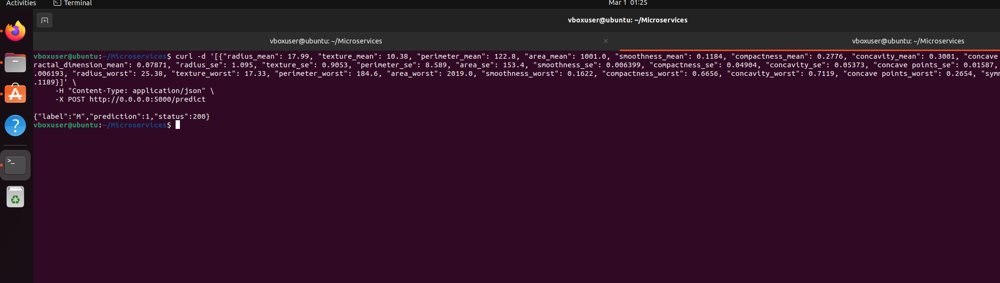 Activities
Terminal
Mar 1 01:25
vboxuser@ubuntu: ~/Microservices
vboxuser@ubuntu: ~/Microservices
×
vboxuser@ubuntu: ~/Microservices
vboxuser@ubuntu:~/Microservices$ curl -d '[{"radius_mean": 17.99, "texture_mean": 10.38, "perimeter_mean": 122.8, "area_mean": 1001.0, "smoothness_mean": 0.1184, "compactness_mean": 0.2776, "concavity_mean": 0.3001, "concave
ractal_dimension_mean": 0.07871, "radius_se": 1.095, "texture_se": 0.9053, "perimeter_se": 8.589, "area_se": 153.4, "smoothness_se": 0.006399, "compactness_se": 0.04904, "concavity_se": 0.05373, "concave points_se": 0.01587,
.006193, "radius_worst": 25.38, "texture_worst": 17.33, "perimeter_worst": 184.6, "area_worst": 2019.0, "smoothness_worst": 0.1622, "compactness_worst": 0.6656, "concavity_worst": 0.7119, "concave points_worst": 0.2654, "symm
.1189}]' \
-H "Content-Type: application/json" \
-X POST http://0.0.0.0:5000/predict
{"label":"M","prediction":1,"status":200}
vboxuser@ubuntu:~/Microservices$